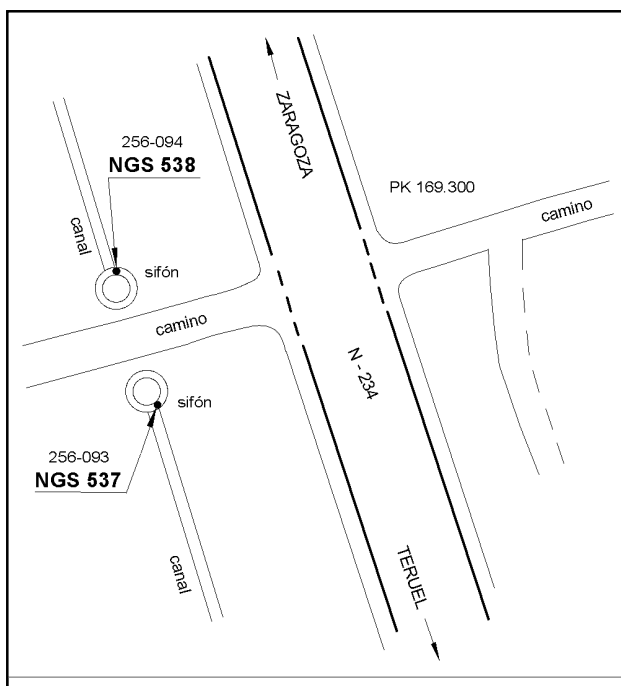 ZARAGOZA
256-094
NGS 538
PK 169.300
camino
canal
sifón
camino
N - 234
sifón
256-093
NGS 537
canal
TERUEL